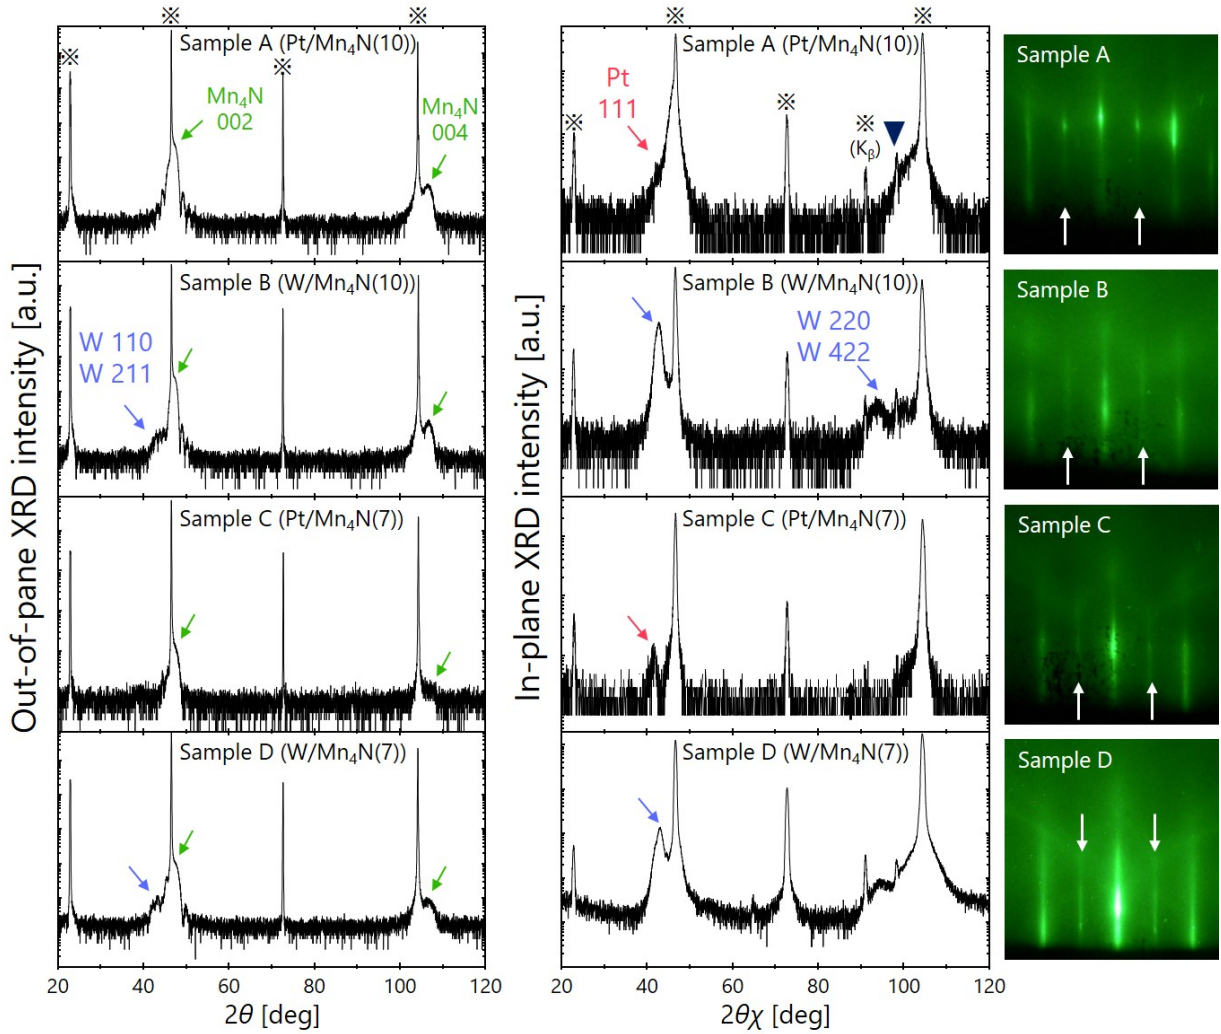 ※
※
※
※
Sample A (Pt/Mn₄N(10))
Mn₄N
002
Mn₄N
004
Sample B (W/Mn₄N(10))
W 110
W 211
Sample C (Pt/Mn₄N(7))
Sample D (W/Mn₄N(7))
Out-of-pane XRD intensity [a.u.]
20
40
60
80
100
120
2θ [deg]
※
※
※
※
※
(Kβ)
Sample A (Pt/Mn₄N(10))
Pt
111
Sample B (W/Mn₄N(10))
W 220
W 422
Sample C (Pt/Mn₄N(7))
Sample D (W/Mn₄N(7))
In-plane XRD intensity [a.u.]
20
40
60
80
100
120
2θχ [deg]
Sample A
Sample B
Sample C
Sample D